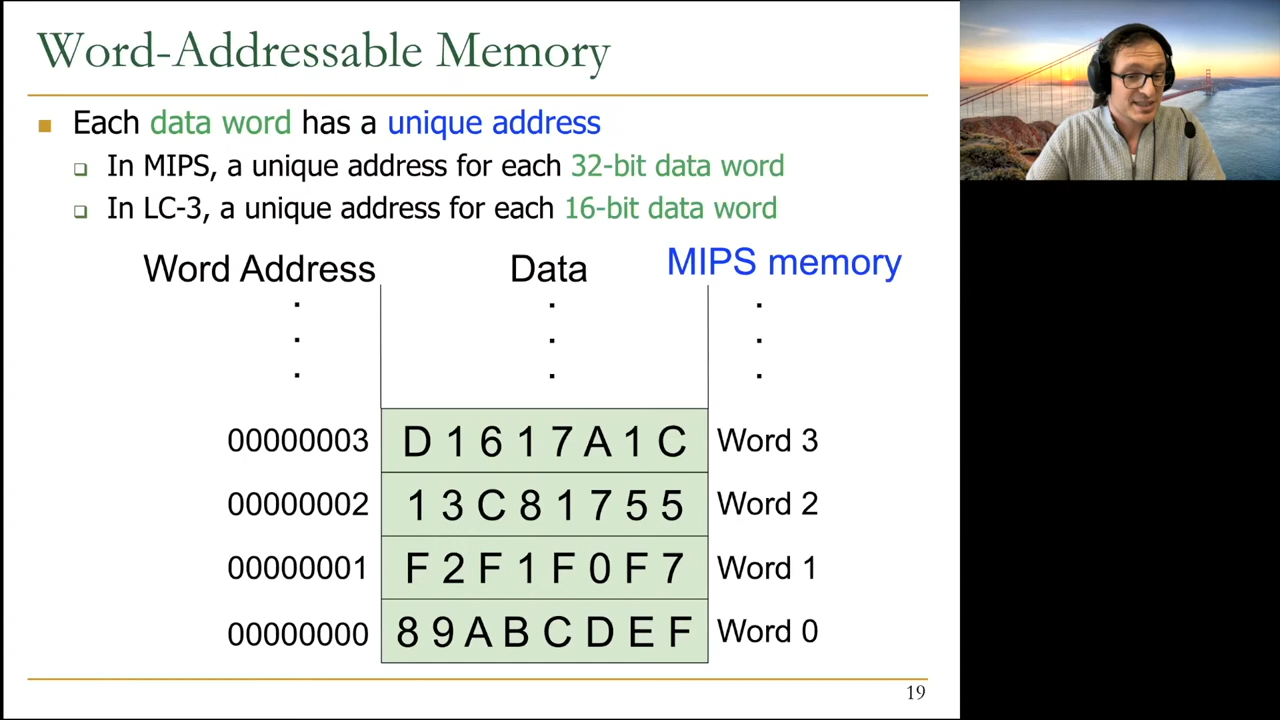 Word-Addressable Memory
Each data word has a unique address
In MIPS, a unique address for each 32-bit data word
In LC-3, a unique address for each 16-bit data word
Word Address Data MIPS memory
00000003 D 1 6 1 7 A 1 C Word 3
00000002 1 3 C 8 1 7 5 5 Word 2
00000001 F 2 F 1 F 0 F 7 Word 1
00000000 8 9 A B C D E F Word 0
19